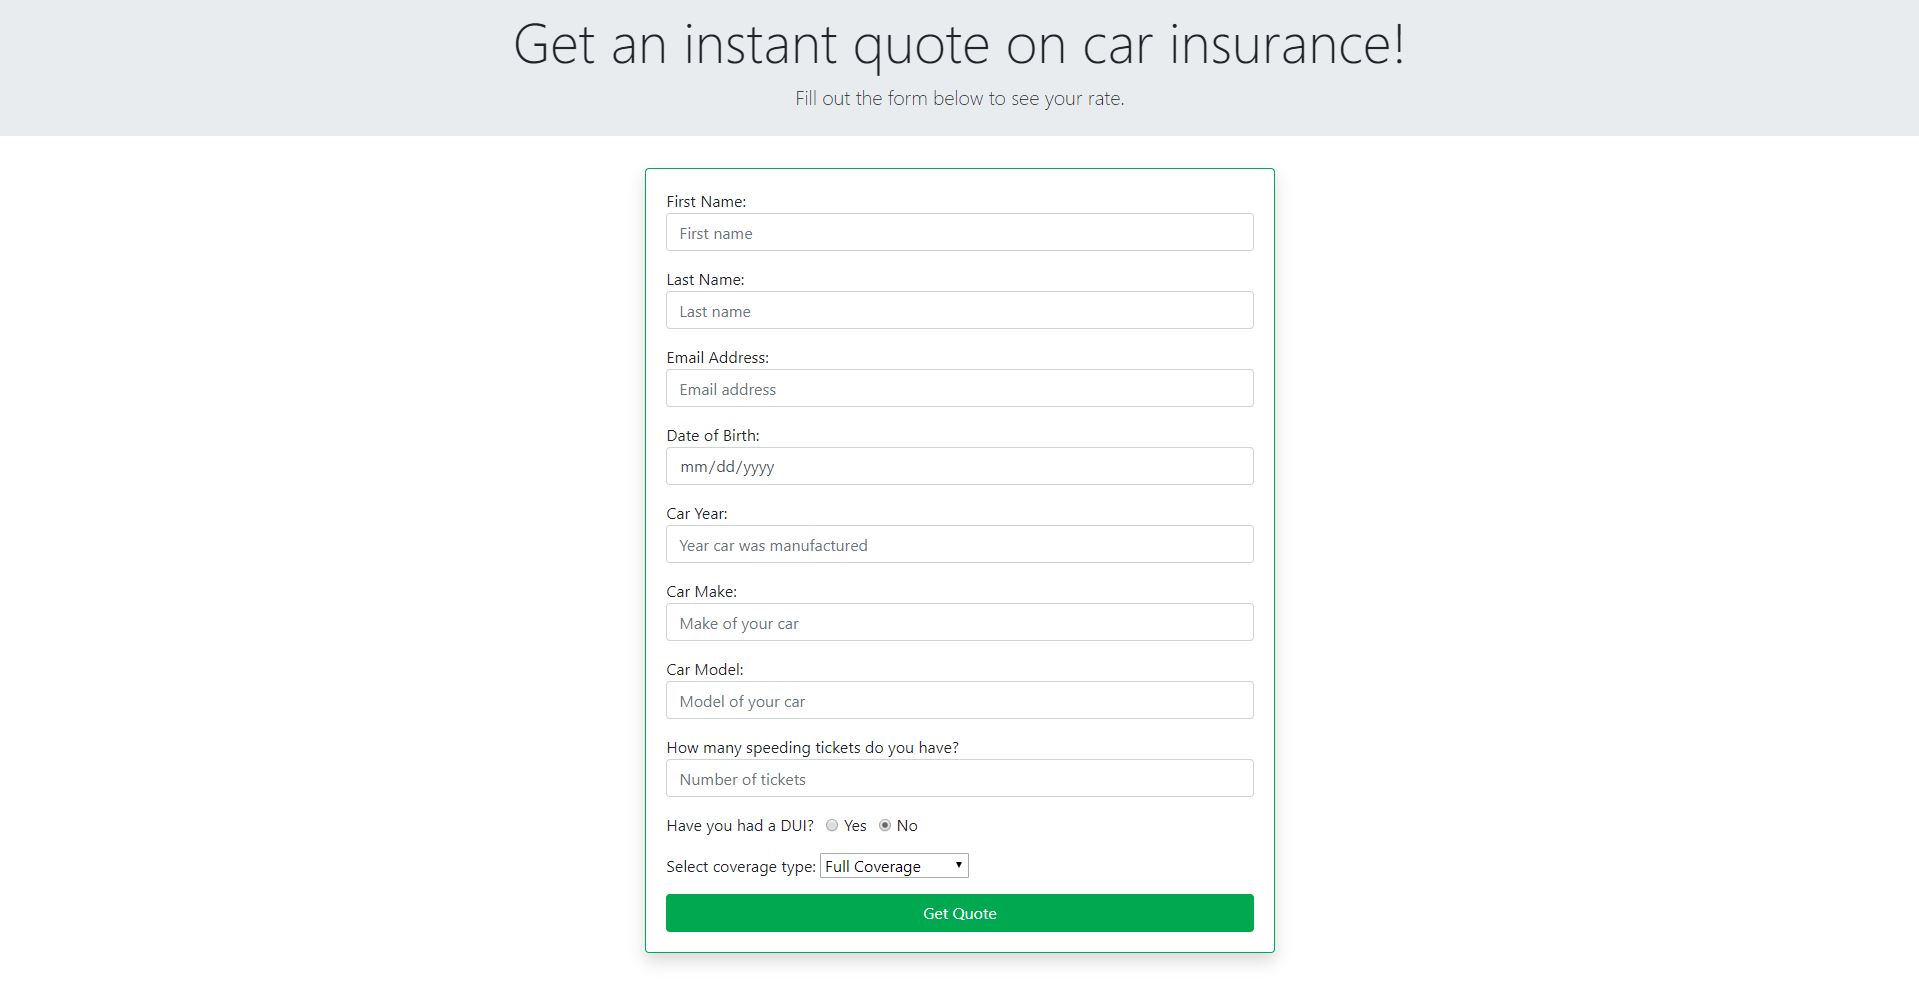 Get an instant quote on car insurance!
Fill out the form below to see your rate.
First Name:
First name
Last Name:
Last name
Email Address:
Email address
Date of Birth:
mm/dd/yyyy
Car Year:
Year car was manufactured
Car Make:
Make of your car
Car Model:
Model of your car
How many speeding tickets do you have?
Number of tickets
Have you had a DUI? Yes No
Select coverage type: Full Coverage
Get Quote